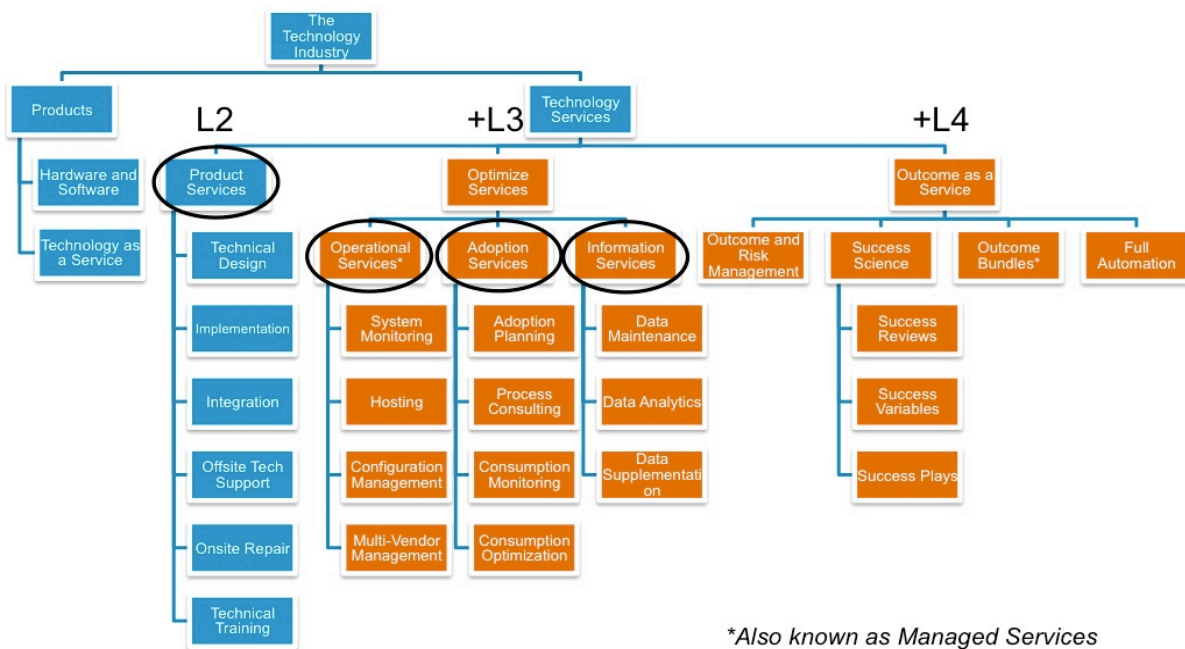 The
Technology
Industry
Products
Technology
Services
L2
+L3
+L4
Hardware and
Software
Technology as
a Service
Product
Services
Optimize
Services
Outcome as a
Service
Technical
Design
Implementation
Integration
Offsite Tech
Support
Onsite Repair
Technical
Training
Operational
Services*
System
Monitoring
Hosting
Configuration
Management
Multi-Vendor
Management
Adoption
Services
Adoption
Planning
Process
Consulting
Consumption
Monitoring
Consumption
Optimization
Information
Services
Data
Maintenance
Data Analytics
Data
Supplementati
on
Outcome and
Risk
Management
Success
Science
Success
Reviews
Success
Variables
Success Plays
Outcome
Bundles*
Full
Automation
*Also known as Managed Services